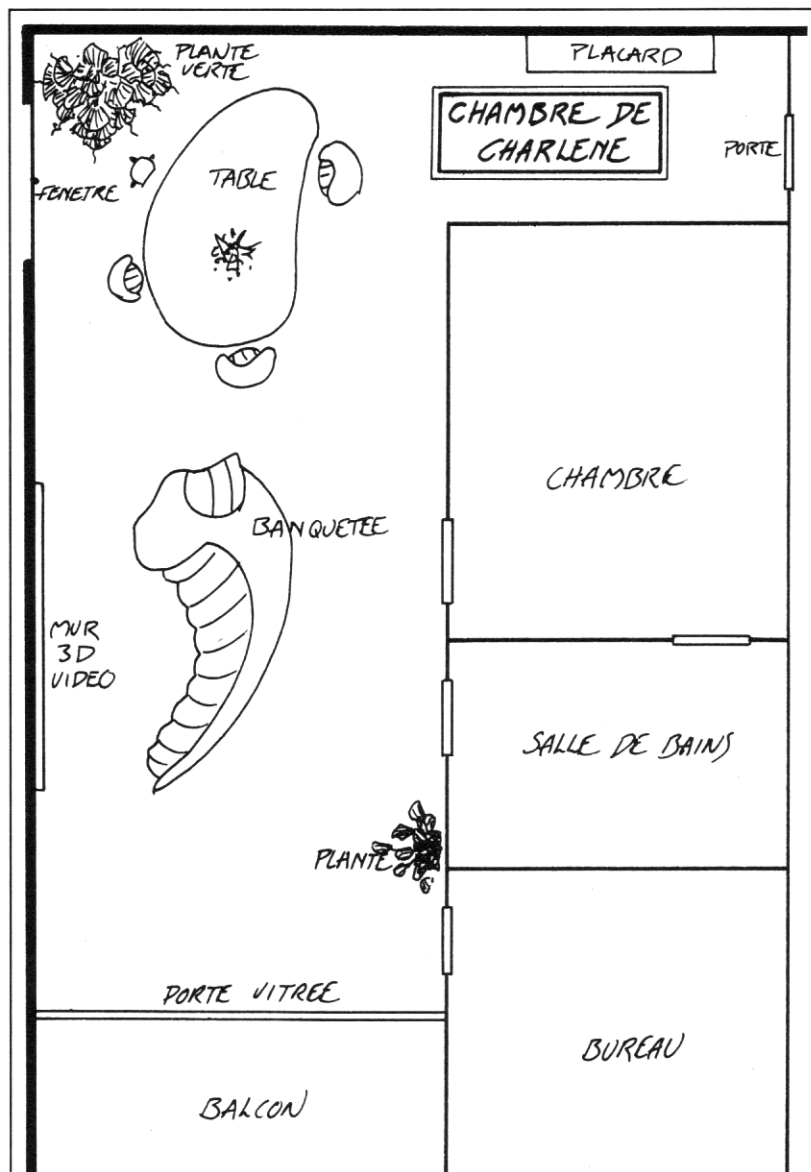 PLANTE
VERTE
PLACARD
CHAMBRE DE
CHARLENE
PORTE
FENETRE
TABLE
CHAMBRE
BANQUETEE
MUR
3D
VIDEO
SALLE DE BAINS
PLANTE
PORTE VITREE
BUREAU
BALCON